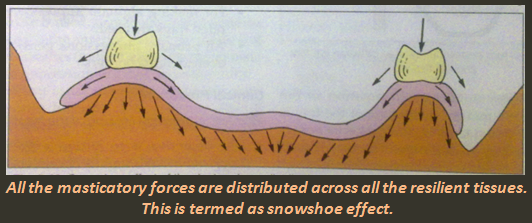 All the masticatory forces are distributed across all the resilient tissues.
This is termed as snowshoe effect.